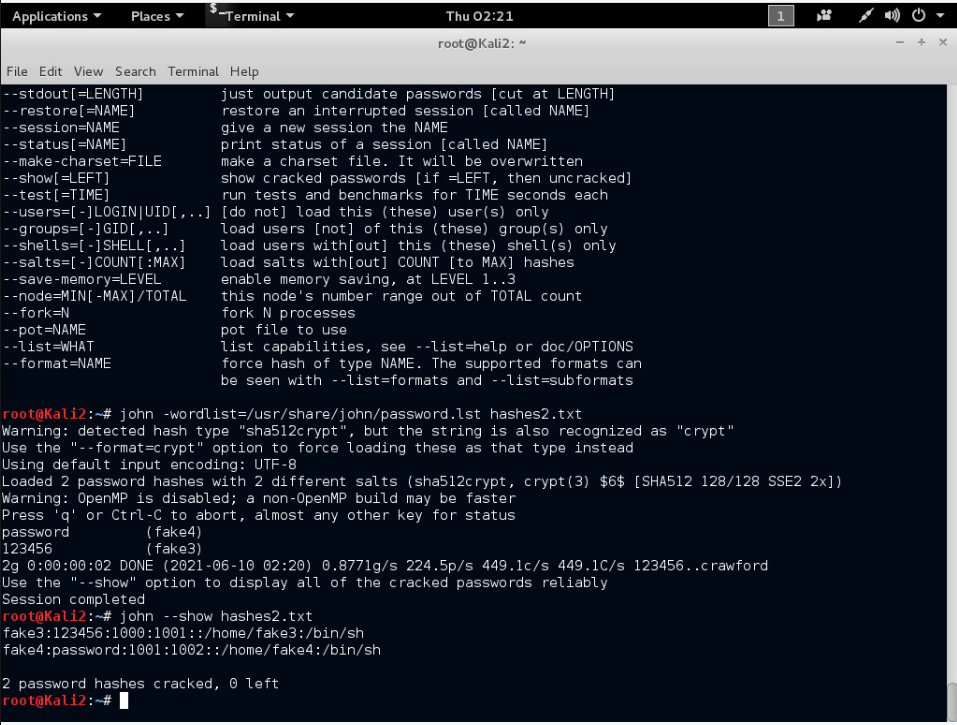 Applications Places $_Terminal Thu 02:21 1
root@Kali2: ~
File Edit View Search Terminal Help
--stdout[=LENGTH] just output candidate passwords [cut at LENGTH]
--restore[=NAME] restore an interrupted session [called NAME]
--session=NAME give a new session the NAME
--status[=NAME] print status of a session [called NAME]
--make-charset=FILE make a charset file. It will be overwritten
--show[=LEFT] show cracked passwords [if =LEFT, then uncracked]
--test[=TIME] run tests and benchmarks for TIME seconds each
--users=[-]LOGIN|UID[,..] [do not] load this (these) user(s) only
--groups=[-]GID[,..] load users [not] of this (these) group(s) only
--shells=[-]SHELL[,..] load users with[out] this (these) shell(s) only
--salts=[-]COUNT[:MAX] load salts with[out] COUNT [to MAX] hashes
--save-memory=LEVEL enable memory saving, at LEVEL 1..3
--node=MIN[-MAX]/TOTAL this node's number range out of TOTAL count
--fork=N fork N processes
--pot=NAME pot file to use
--list=WHAT list capabilities, see --list=help or doc/OPTIONS
--format=NAME force hash of type NAME. The supported formats can
be seen with --list=formats and --list=subformats
root@Kali2:~# john -wordlist=/usr/share/john/password.lst hashes2.txt
Warning: detected hash type "sha512crypt", but the string is also recognized as "crypt"
Use the "--format=crypt" option to force loading these as that type instead
Using default input encoding: UTF-8
Loaded 2 password hashes with 2 different salts (sha512crypt, crypt(3) $6$ [SHA512 128/128 SSE2 2x])
Warning: OpenMP is disabled; a non-OpenMP build may be faster
Press 'q' or Ctrl-C to abort, almost any other key for status
password (fake4)
123456 (fake3)
2g 0:00:00:02 DONE (2021-06-10 02:20) 0.8771g/s 224.5p/s 449.1c/s 449.1C/s 123456..crawford
Use the "--show" option to display all of the cracked passwords reliably
Session completed
root@Kali2:~# john --show hashes2.txt
fake3:123456:1000:1001::/home/fake3:/bin/sh
fake4:password:1001:1002::/home/fake4:/bin/sh
2 password hashes cracked, 0 left
root@Kali2:~#